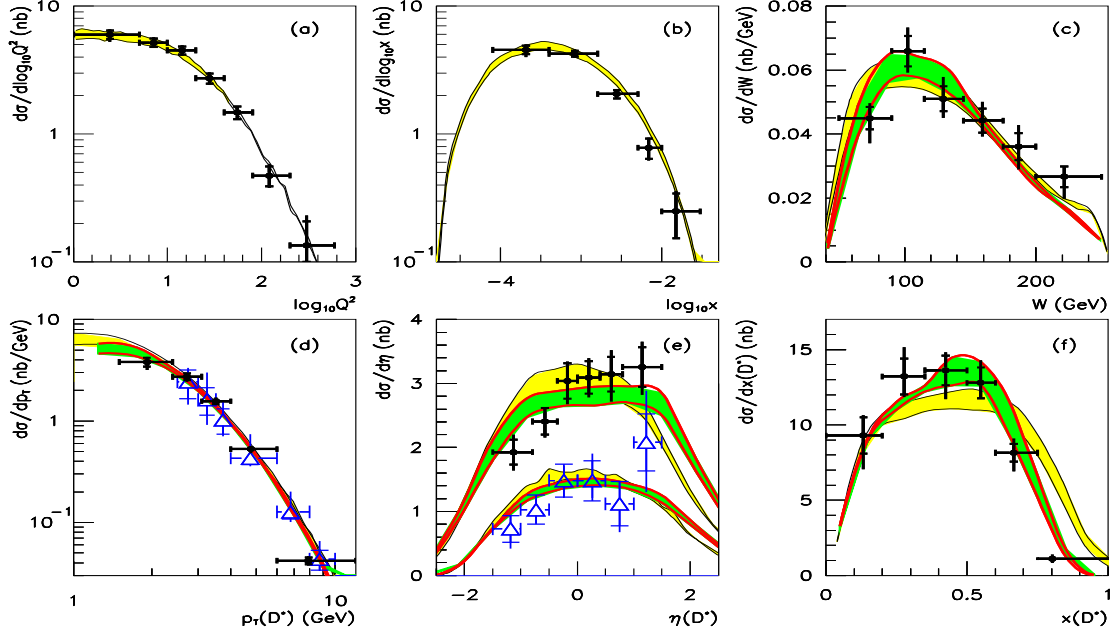 dσ/dlog₁₀Q² (nb)
10
1
10⁻¹
(a)
0 1 2 3
log₁₀Q²
dσ/dlog₁₀x (nb)
10
1
10⁻¹
(b)
−4 −2
log₁₀x
dσ/dW (nb/GeV)
0.08
0.06
0.04
0.02
0
(c)
100 200
W (GeV)
dσ/dp_T (nb/GeV)
10
1
10⁻¹
(d)
1 10
p_T(D*) (GeV)
dσ/dη (nb)
4
3
2
1
0
(e)
−2 0 2
η(D*)
dσ/dx(D*) (nb)
15
10
5
0
(f)
0 0.5 1
x(D*)